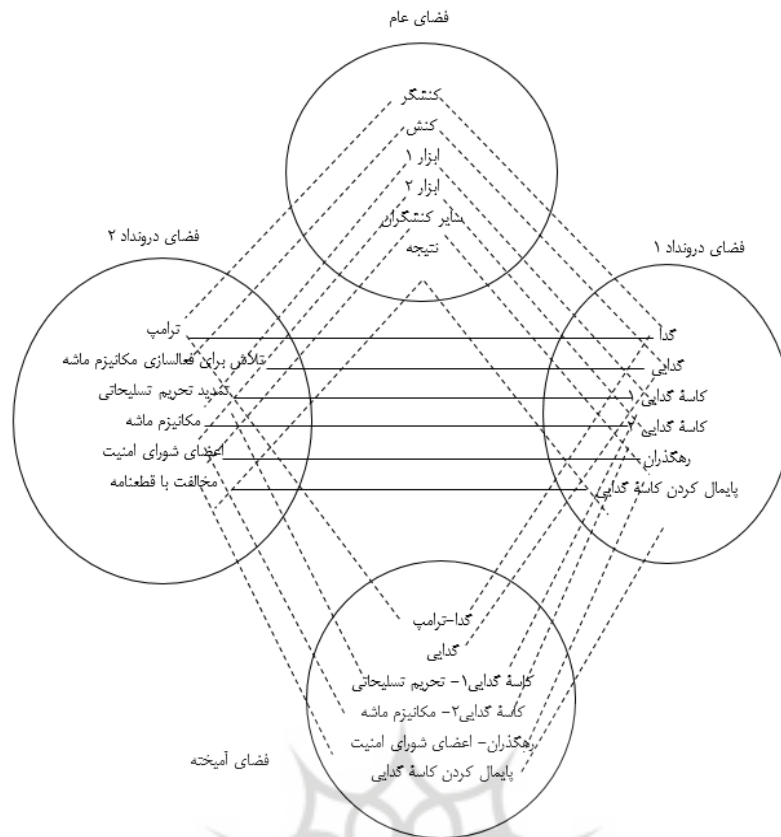 فضای عام
کنشگر
کنش
ابزار ۱
ابزار ۲
سایر کنشگران
نتیجه
فضای درونداد ۱
گدا
گدایی
کاسهٔ گدایی ۱
کاسهٔ گدایی ۲
رهگذران
پایمال کردن کاسهٔ گدایی
فضای درونداد ۲
ترامپ
تلاش برای فعالسازی مکانیزم ماشه
تمدید تحریم تسلیحاتی
مکانیزم ماشه
اعضای شورای امنیت
مخالفت با قطعنامه
گدا-ترامپ
گدایی
کاسهٔ گدایی۱- تحریم تسلیحاتی
کاسهٔ گدایی۲- مکانیزم ماشه
رهگذران- اعضای شورای امنیت
پایمال کردن کاسهٔ گدایی
فضای آمیخته